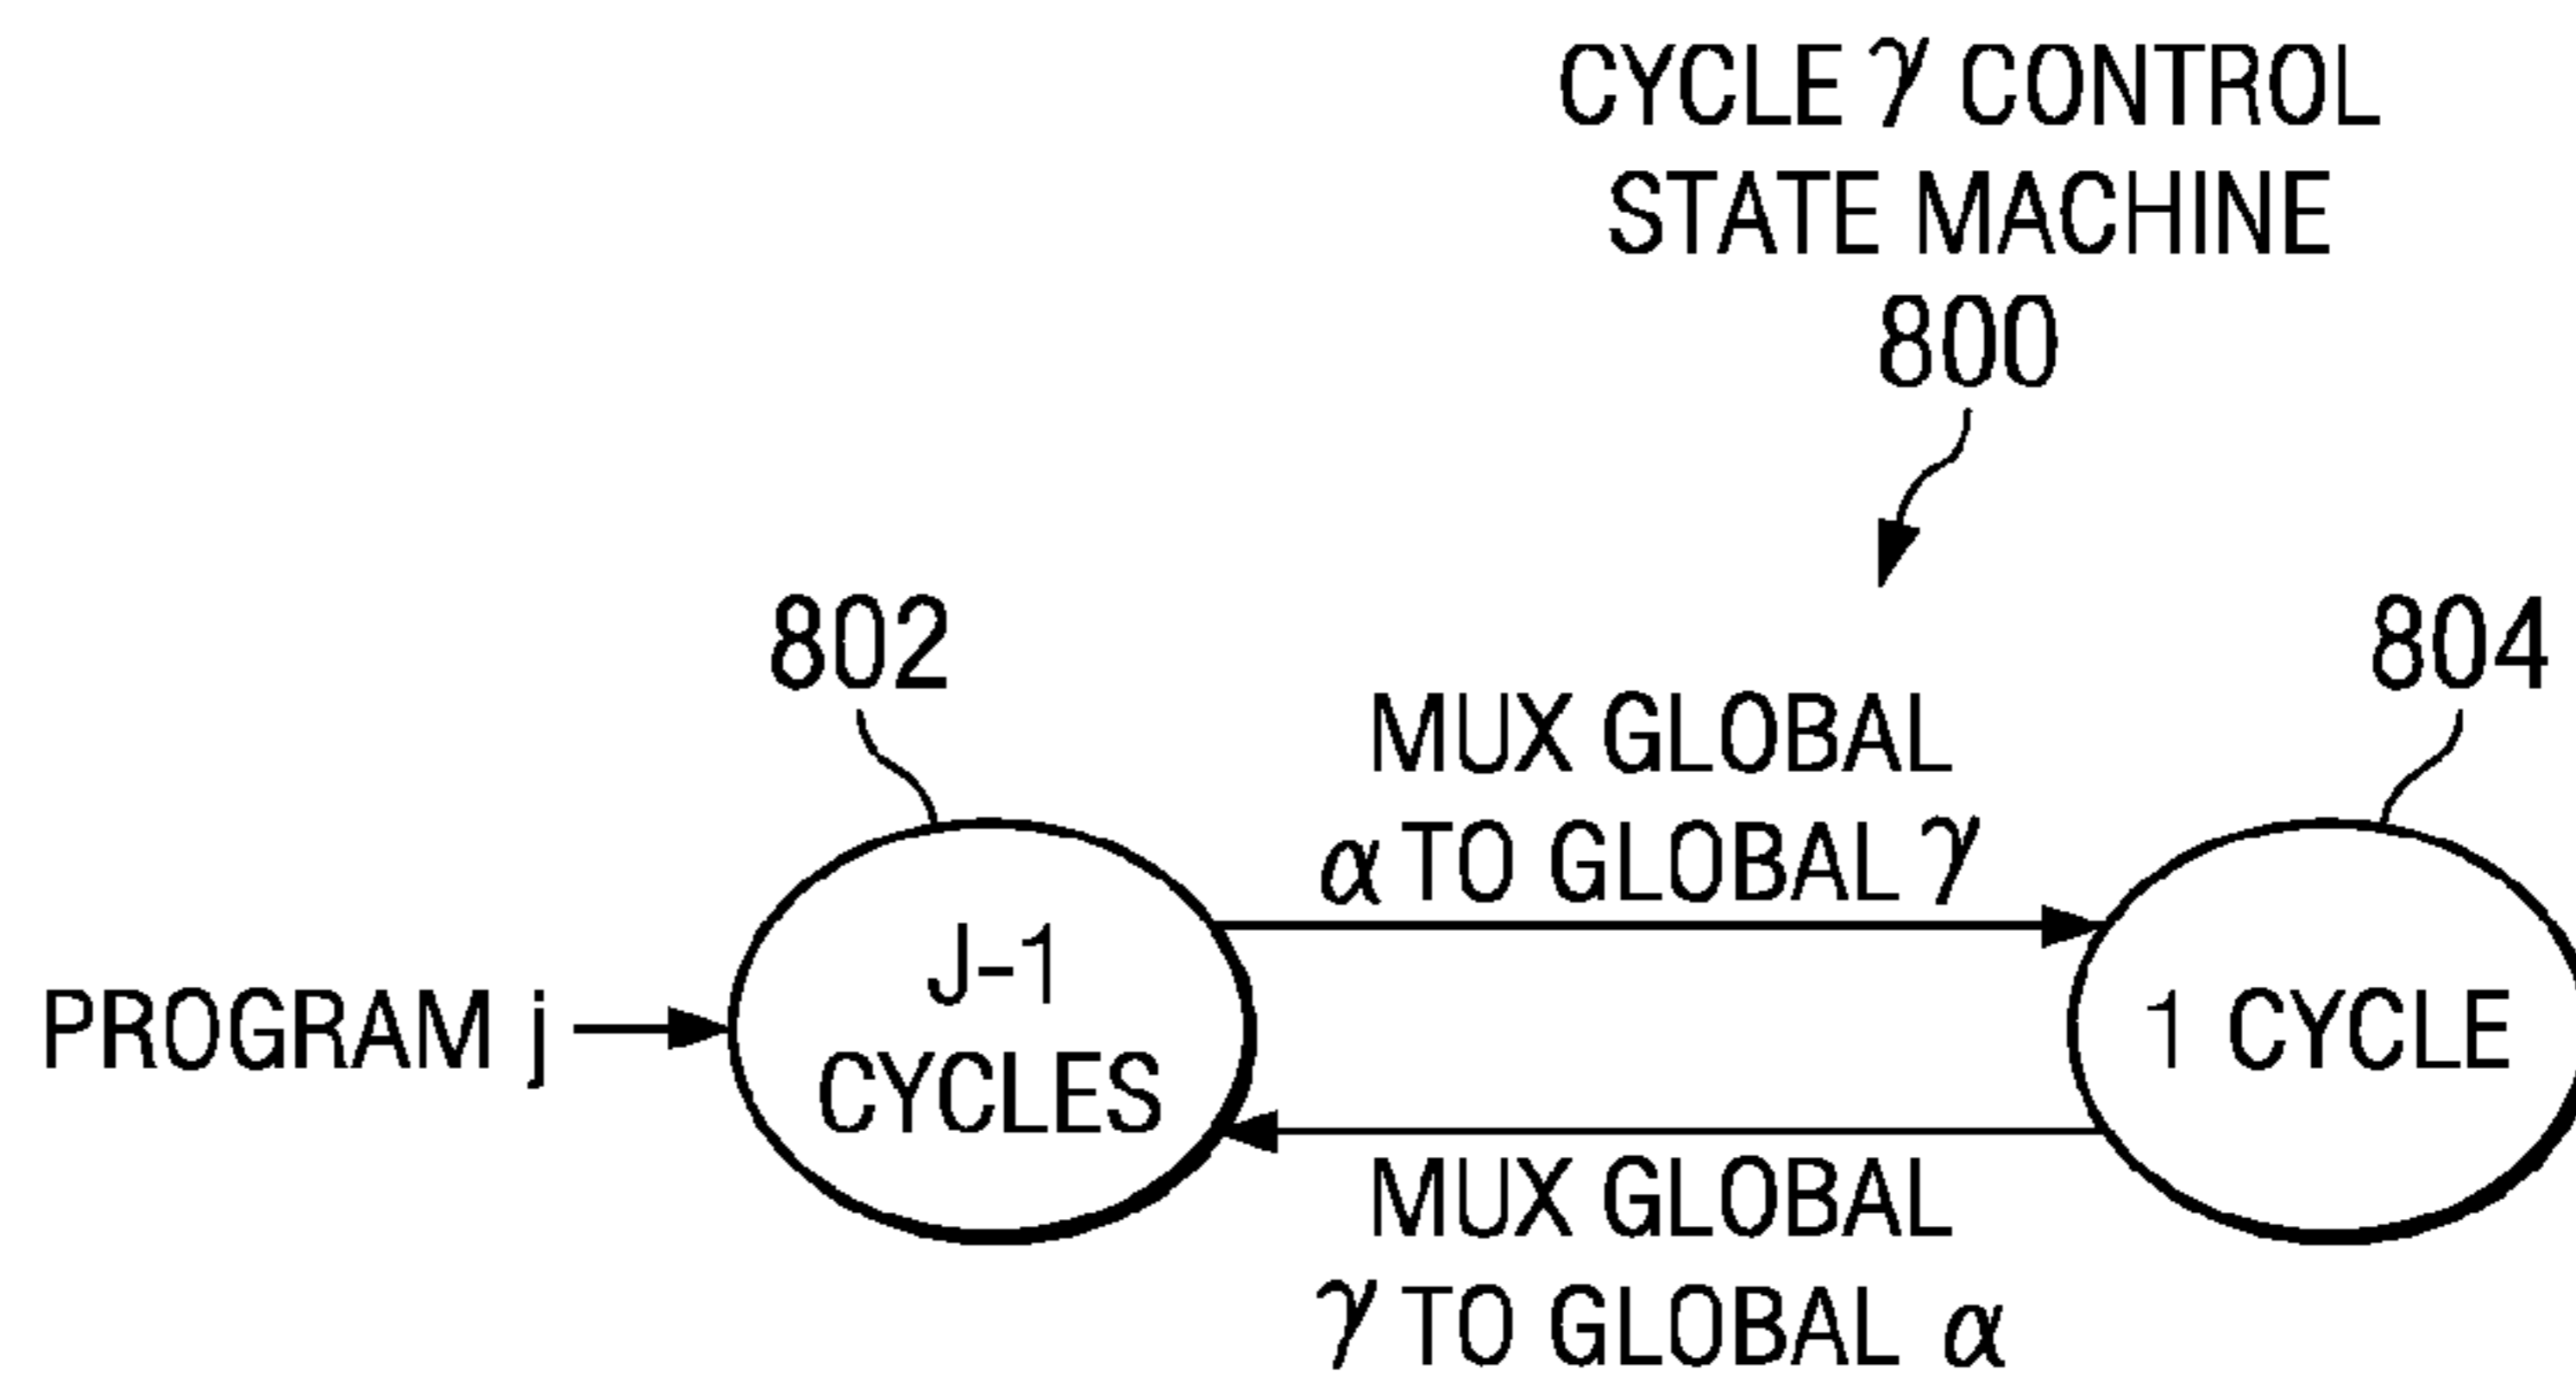 CYCLE γ CONTROL
STATE MACHINE
800
802
804
MUX GLOBAL
α TO GLOBAL γ
J-1
CYCLES
PROGRAM j
1 CYCLE
MUX GLOBAL
γ TO GLOBAL α